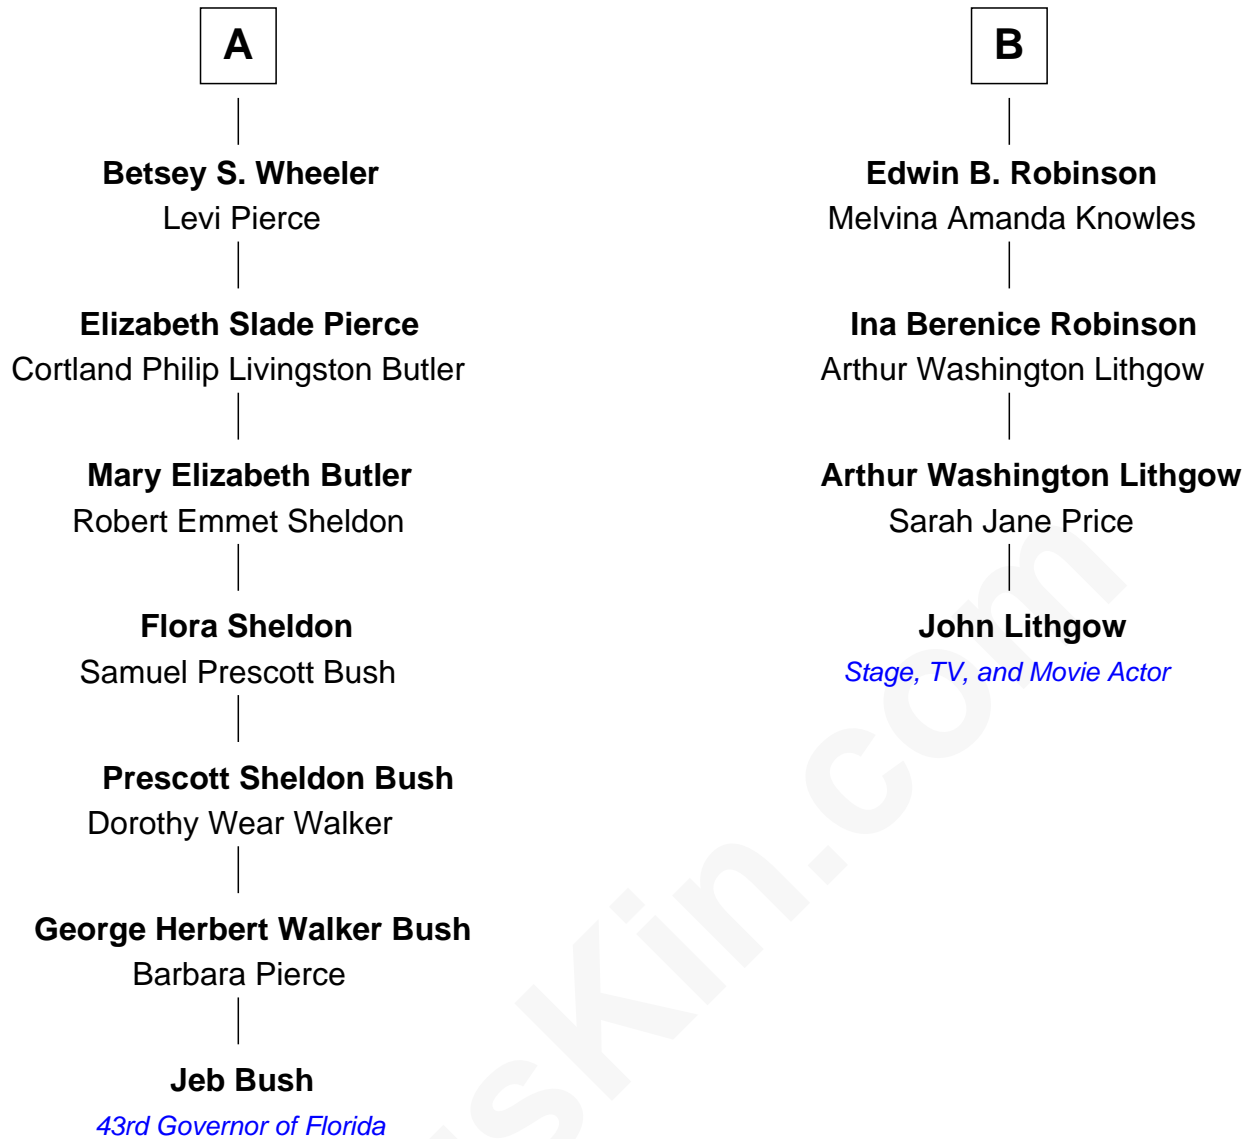 A
Betsey S. Wheeler
Levi Pierce
Elizabeth Slade Pierce
Cortland Philip Livingston Butler
Mary Elizabeth Butler
Robert Emmet Sheldon
Flora Sheldon
Samuel Prescott Bush
Prescott Sheldon Bush
Dorothy Wear Walker
George Herbert Walker Bush
Barbara Pierce
Jeb Bush
43rd Governor of Florida
B
Edwin B. Robinson
Melvina Amanda Knowles
Ina Berenice Robinson
Arthur Washington Lithgow
Arthur Washington Lithgow
Sarah Jane Price
John Lithgow
Stage, TV, and Movie Actor
sKin.com